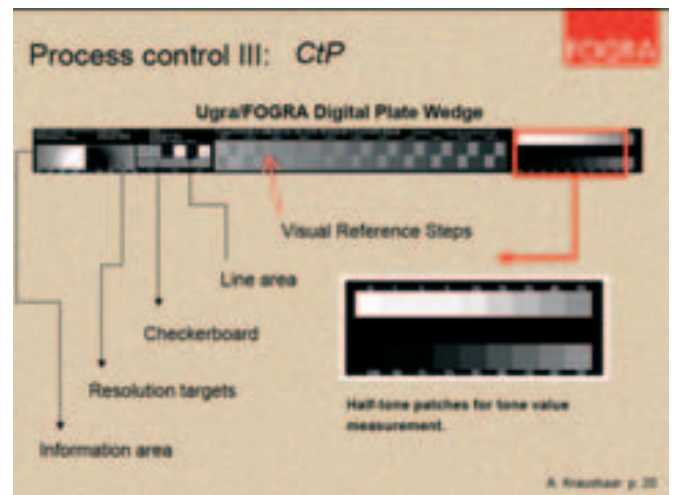 Process control III: CtP
FOGRA
Ugra/FOGRA Digital Plate Wedge
Visual Reference Steps
Line area
Checkerboard
Resolution targets
Information area
Half-tone patches for tone value
measurement.
A. Kraushaar p. 20